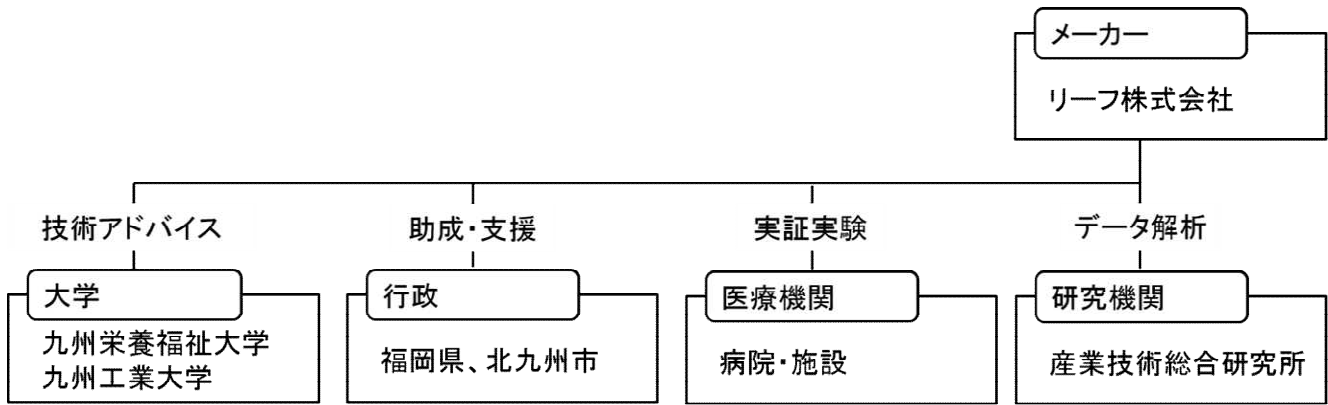 メーカー
リーフ株式会社
技術アドバイス
助成・支援
実証実験
データ解析
大学
九州栄養福祉大学
九州工業大学
行政
福岡県、北九州市
医療機関
病院・施設
研究機関
産業技術総合研究所